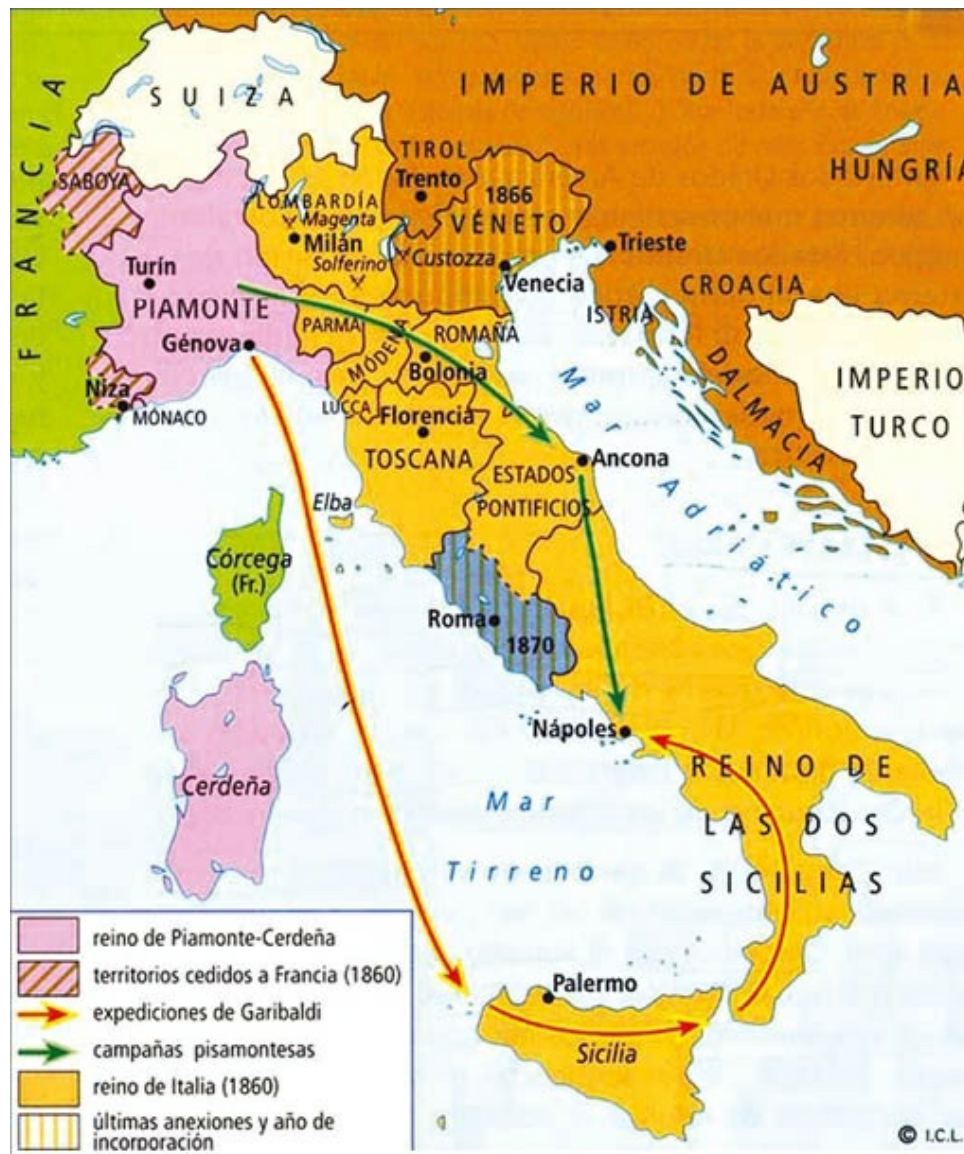 FRANCIA
SUIZA
IMPERIO DE AUSTRIA
HUNGRÍA
SABOYA
TIROL
Trento
LOMBARDÍA
Magenta
Milán
Solferino
1866
VENETO
Custozza
Venecia
Trieste
CROACIA
ISTRIA
DALMACIA
IMPERIO
TURCO
Turín
PIAMONTE
Génova
PARMA
MÓDENA
ROMAÑA
Bolonia
Niza
MÓNACO
LUCCA
Florencia
TOSCANA
ESTADOS
PONTIFICIOS
Ancona
Mar Adriático
Elba
Córcega
(Fr.)
Roma
1870
Cerdeña
Nápoles
REINO DE
LAS DOS
SICILIAS
Mar
Tirreno
Palermo
Sicilia
reino de Piamonte-Cerdeña
territorios cedidos a Francia (1860)
expediciones de Garibaldi
campañas pisamontesas
reino de Italia (1860)
últimas anexiones y año de
incorporación
© I.C.L.